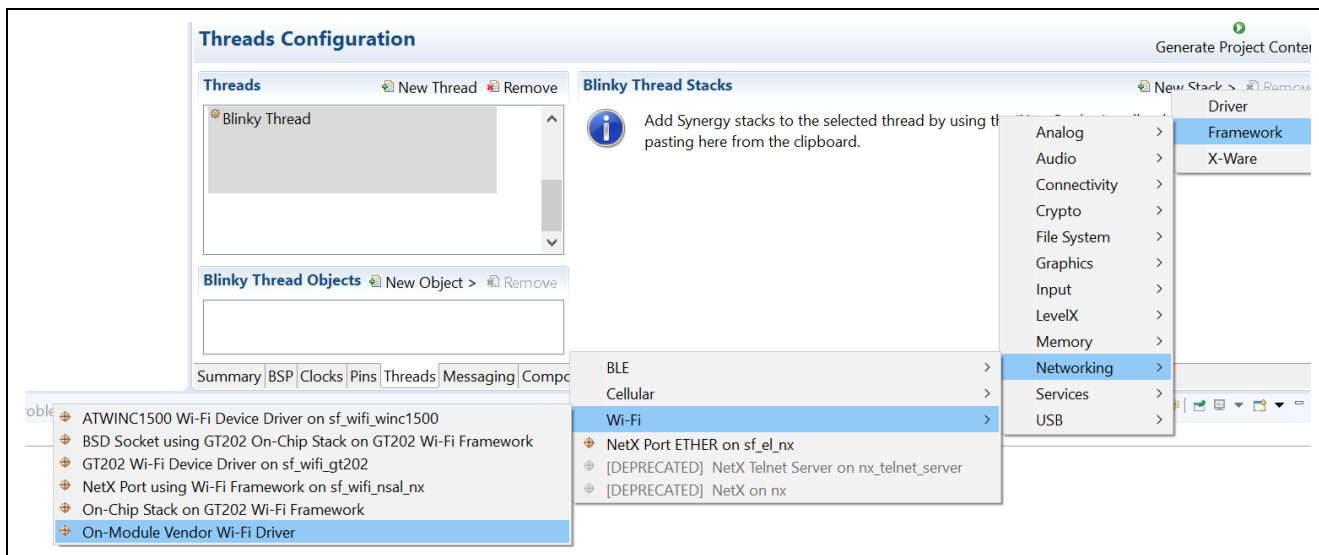 Threads Configuration
Generate Project Conter
Threads
New Thread
Remove
Blinky Thread Stacks
New Stack >
Remove
Blinky Thread
Add Synergy stacks to the selected thread by using th
pasting here from the clipboard.
Driver
Framework
X-Ware
Analog
Audio
Connectivity
Crypto
File System
Graphics
Input
LevelX
Memory
Networking
Services
USB
Blinky Thread Objects
New Object >
Remove
Summary BSP Clocks Pins Threads Messaging Compo
BLE
Cellular
Wi-Fi
NetX Port ETHER on sf_el_nx
[DEPRECATED] NetX Telnet Server on nx_telnet_server
[DEPRECATED] NetX on nx
roble
ATWINC1500 Wi-Fi Device Driver on sf_wifi_winc1500
BSD Socket using GT202 On-Chip Stack on GT202 Wi-Fi Framework
GT202 Wi-Fi Device Driver on sf_wifi_gt202
NetX Port using Wi-Fi Framework on sf_wifi_nsal_nx
On-Chip Stack on GT202 Wi-Fi Framework
On-Module Vendor Wi-Fi Driver